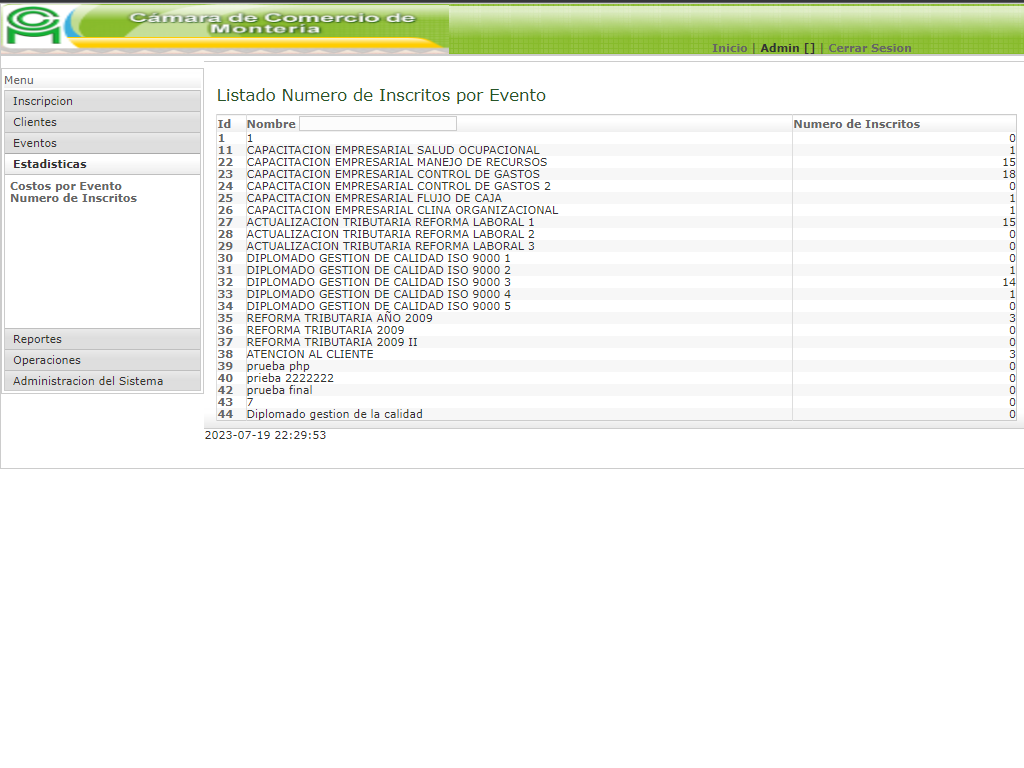 Cámara de Comercio de
Montería
Inicio | Admin [] | Cerrar Sesion
Menu
Inscripcion
Clientes
Eventos
Estadisticas
Costos por Evento
Numero de Inscritos
Reportes
Operaciones
Administracion del Sistema
Listado Numero de Inscritos por Evento
Id Nombre Numero de Inscritos
1 1 0
11 CAPACITACION EMPRESARIAL SALUD OCUPACIONAL 1
22 CAPACITACION EMPRESARIAL MANEJO DE RECURSOS 15
23 CAPACITACION EMPRESARIAL CONTROL DE GASTOS 18
24 CAPACITACION EMPRESARIAL CONTROL DE GASTOS 2 0
25 CAPACITACION EMPRESARIAL FLUJO DE CAJA 1
26 CAPACITACION EMPRESARIAL CLINA ORGANIZACIONAL 1
27 ACTUALIZACION TRIBUTARIA REFORMA LABORAL 1 15
28 ACTUALIZACION TRIBUTARIA REFORMA LABORAL 2 0
29 ACTUALIZACION TRIBUTARIA REFORMA LABORAL 3 0
30 DIPLOMADO GESTION DE CALIDAD ISO 9000 1 0
31 DIPLOMADO GESTION DE CALIDAD ISO 9000 2 1
32 DIPLOMADO GESTION DE CALIDAD ISO 9000 3 14
33 DIPLOMADO GESTION DE CALIDAD ISO 9000 4 1
34 DIPLOMADO GESTION DE CALIDAD ISO 9000 5 0
35 REFORMA TRIBUTARIA AÑO 2009 3
36 REFORMA TRIBUTARIA 2009 0
37 REFORMA TRIBUTARIA 2009 II 0
38 ATENCION AL CLIENTE 3
39 prueba php 0
40 prieba 2222222 0
42 prueba final 0
43 7 0
44 Diplomado gestion de la calidad 0
2023-07-19 22:29:53